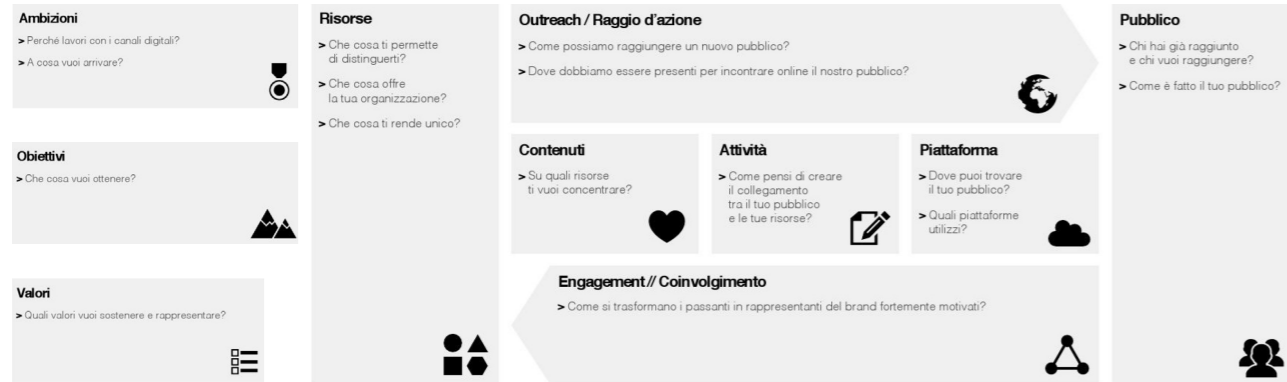 Ambizioni
> Perché lavori con i canali digitali?
> A cosa vuoi arrivare?
Obiettivi
> Che cosa vuoi ottenere?
Valori
> Quali valori vuoi sostenere e rappresentare?
Risorse
> Che cosa ti permette
di distinguerti?
> Che cosa offre
la tua organizzazione?
> Che cosa ti rende unico?
Outreach / Raggio d'azione
> Come possiamo raggiungere un nuovo pubblico?
> Dove dobbiamo essere presenti per incontrare online il nostro pubblico?
Contenuti
> Su quali risorse
ti vuoi concentrare?
Attività
> Come pensi di creare
il collegamento
tra il tuo pubblico
e le tue risorse?
Piattaforma
> Dove puoi trovare
il tuo pubblico?
> Quali piattaforme
utilizzi?
Engagement // Coinvolgimento
> Come si trasformano i passanti in rappresentanti del brand fortemente motivati?
Pubblico
> Chi hai già raggiunto
e chi vuoi raggiungere?
> Come è fatto il tuo pubblico?